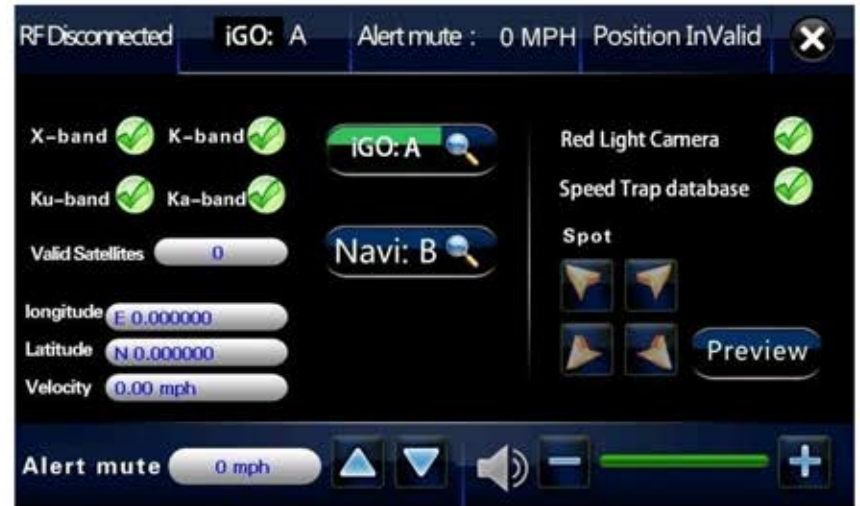 RF Disconnected iGO: A Alert mute : 0 MPH Position InValid
X-band K-band
Ku-band Ka-band
Valid Satellites 0
longitude E 0.000000
Latitude N 0.000000
Velocity 0.00 mph
iGO: A
Navi: B
Red Light Camera
Speed Trap database
Spot
Preview
Alert mute 0 mph